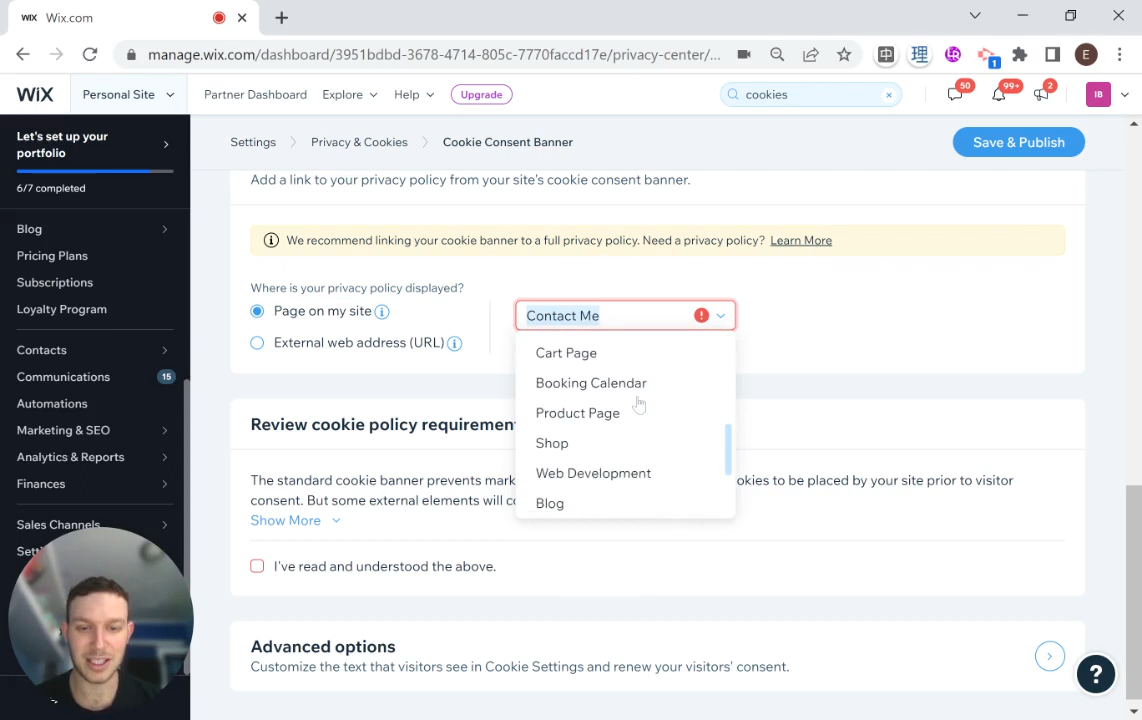 WiX Wix.com
manage.wix.com/dashboard/3951bdbd-3678-4714-805c-7770faccd17e/privacy-center/...
中 理 1 E
WiX Personal Site Partner Dashboard Explore Help Upgrade cookies 50 99+ 2 IB
Let's set up your
portfolio
6/7 completed
Blog
Pricing Plans
Subscriptions
Loyalty Program
Contacts
Communications 15
Automations
Marketing & SEO
Analytics & Reports
Finances
Sales Channels
Settings > Privacy & Cookies > Cookie Consent Banner Save & Publish
Add a link to your privacy policy from your site's cookie consent banner.
We recommend linking your cookie banner to a full privacy policy. Need a privacy policy? Learn More
Where is your privacy policy displayed?
Page on my site
External web address (URL)
Contact Me
Cart Page
Booking Calendar
Product Page
Shop
Web Development
Blog
Review cookie policy
The standard cookie banner prevents to be placed by your site prior to visitor
consent. But some external elements will
Show More
I've read and understood the above.
Advanced options
Customize the text that visitors see in Cookie Settings and renew your visitors' consent.
?